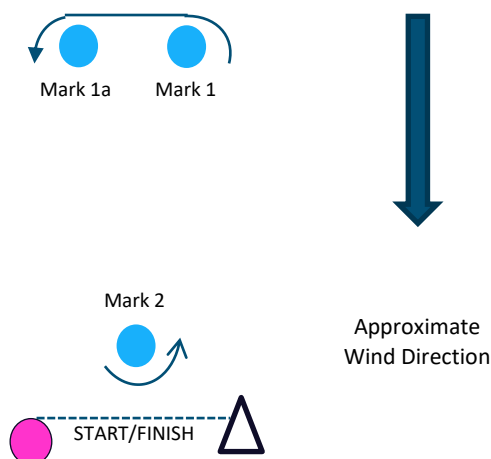 Mark 1a
Mark 1
Mark 2
Approximate
Wind Direction
START/FINISH